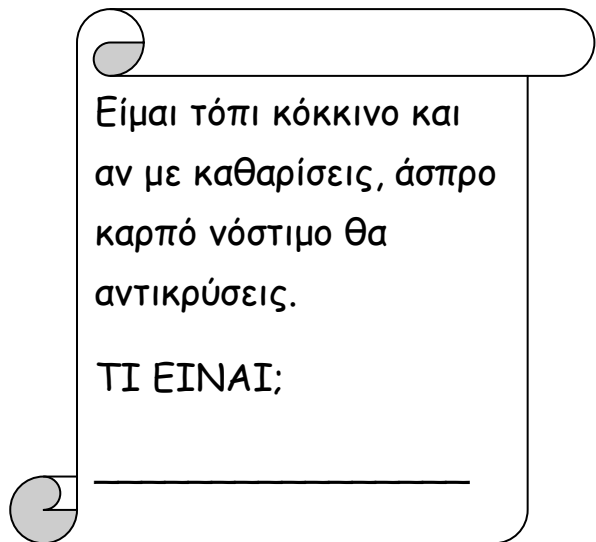 Είμαι τόπι κόκκινο και
αν με καθαρίσεις, άσπρο
καρπό νόστιμο θα
αντικρύσεις.
ΤΙ ΕΙΝΑΙ;